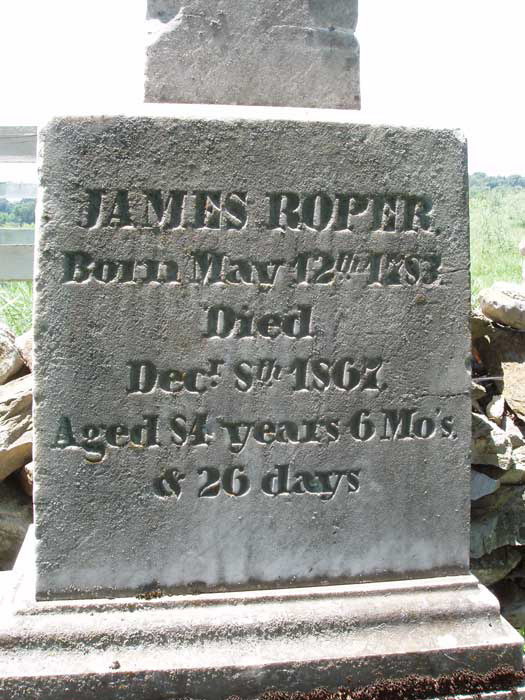 JAMES ROPER.
Born May 12th 1783.
Died
Decr. 8th 1867.
Aged 84 years 6 Mo's.
& 26 days